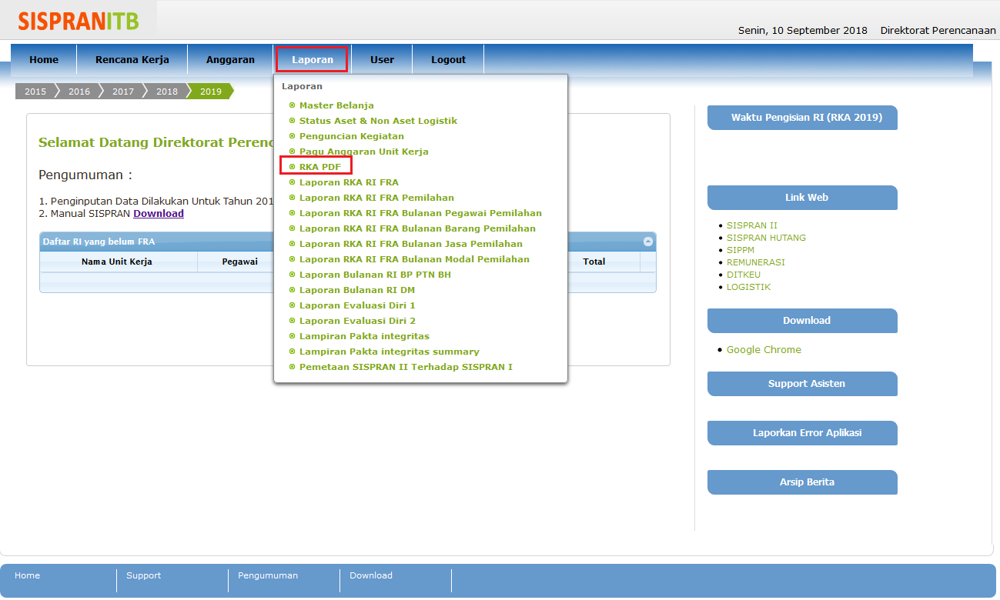 SISPRANITB
Senin, 10 September 2018 Direktorat Perencanaan
Home Rencana Kerja Anggaran Laporan User Logout
2015 2016 2017 2018 2019
Laporan
Master Belanja
Status Aset & Non Aset Logistik
Penguncian Kegiatan
Pagu Anggaran Unit Kerja
RKA PDF
Laporan RKA RI FRA
Laporan RKA RI FRA Pemilahan
Laporan RKA RI FRA Bulanan Pegawai Pemilahan
Laporan RKA RI FRA Bulanan Barang Pemilahan
Laporan RKA RI FRA Bulanan Jasa Pemilahan
Laporan RKA RI FRA Bulanan Modal Pemilahan
Laporan Bulanan RI BP PTN BH
Laporan Bulanan RI DM
Laporan Evaluasi Diri 1
Laporan Evaluasi Diri 2
Lampiran Pakta integritas
Lampiran Pakta integritas summary
Pemetaan SISPRAN II Terhadap SISPRAN I
Selamat Datang Direktorat Perenc
Pengumuman :
1. Penginputan Data Dilakukan Untuk Tahun 201
2. Manual SISPRAN Download
Daftar RI yang belum FRA
Nama Unit Kerja Pegawai Total
Waktu Pengisian RI (RKA 2019)
Link Web
SISPRAN II
SISPRAN HUTANG
SIPPM
REMUNERASI
DITKEU
LOGISTIK
Download
Google Chrome
Support Asisten
Laporkan Error Aplikasi
Arsip Berita
Home Support Pengumuman Download